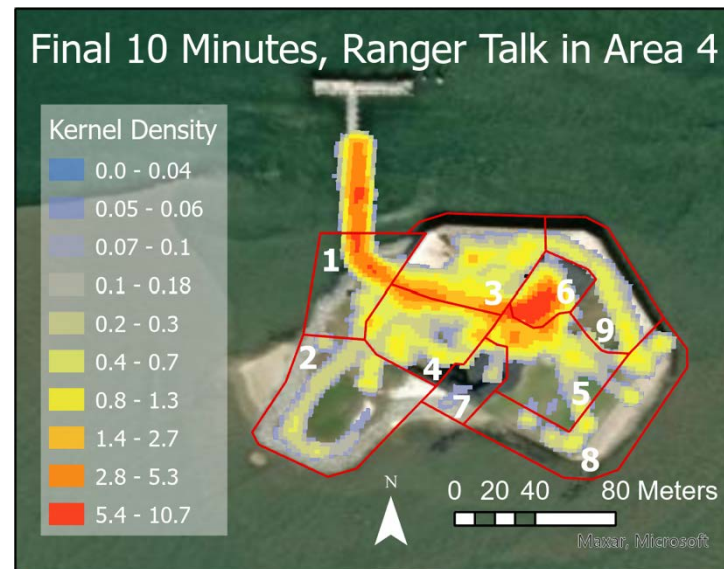 Final 10 Minutes, Ranger Talk in Area 4
Kernel Density
0.0 - 0.04
0.05 - 0.06
0.07 - 0.1
0.1 - 0.18
0.2 - 0.3
0.4 - 0.7
0.8 - 1.3
1.4 - 2.7
2.8 - 5.3
5.4 - 10.7
1
2
3
4
5
6
7
8
9
N
0 20 40 80 Meters
Maxar, Microsoft